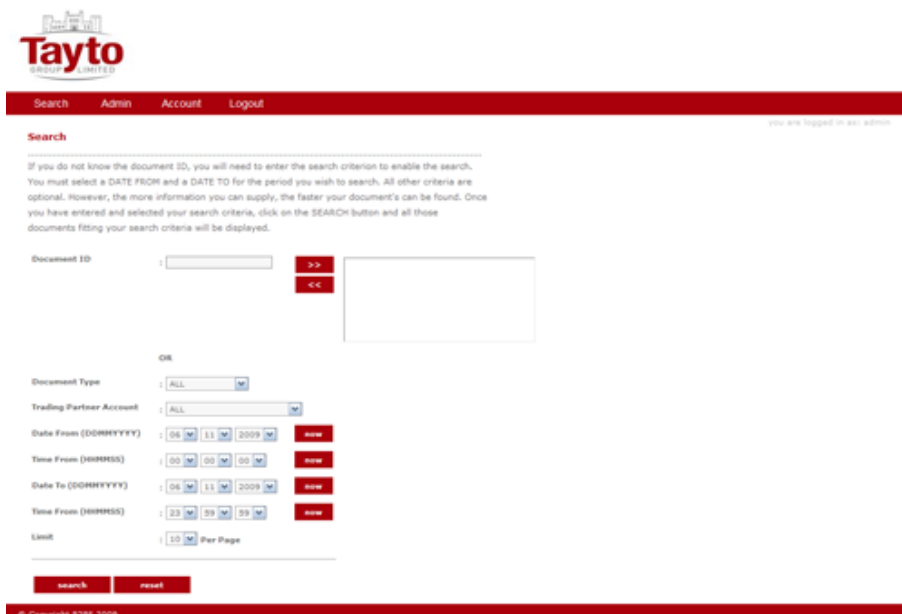 Tayto
GROUP LIMITED
Search Admin Account Logout
you are logged in as: admin
Search
If you do not know the document ID, you will need to enter the search criterion to enable the search.
You must select a DATE FROM and a DATE TO for the period you wish to search. All other criteria are
optional. However, the more information you can supply, the faster your document's can be found. Once
you have entered and selected your search criteria, click on the SEARCH button and all those
documents fitting your search criteria will be displayed.
Document ID : >>
<<
OR
Document Type : ALL
Trading Partner Account : ALL
Date From (DDMMYYYY) : 06 11 2009 now
Time From (HHMMSS) : 00 00 00 now
Date To (DDMMYYYY) : 06 11 2009 now
Time From (HHMMSS) : 23 59 59 now
Limit : 10 Per Page
search reset
© Copyright 2009